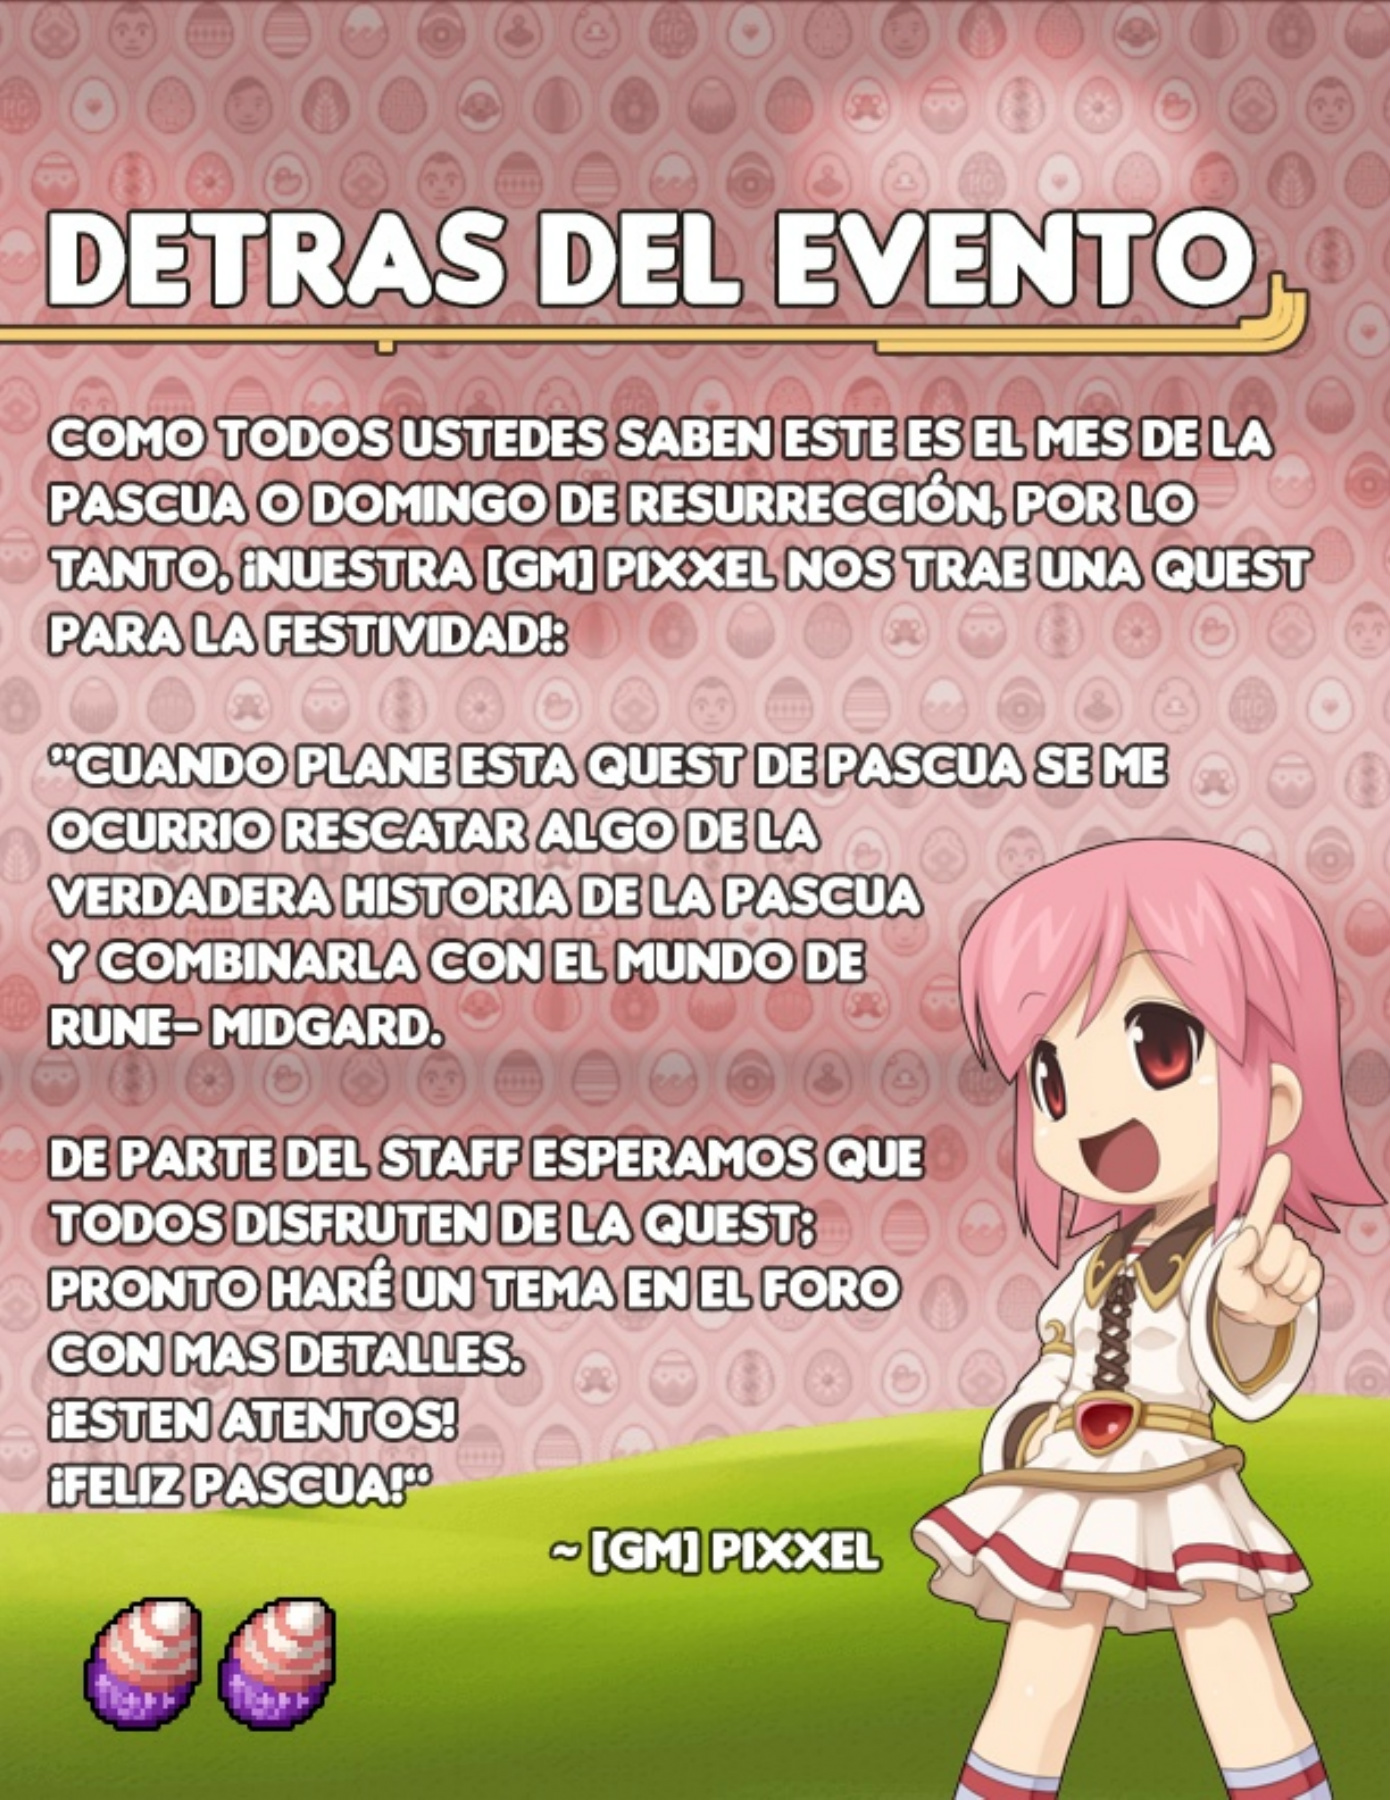 DETRAS DEL EVENTO
COMO TODOS USTEDES SABEN ESTE ES EL MES DE LA
PASCUA O DOMINGO DE RESURRECCIÓN, POR LO
TANTO, ¡NUESTRA [GM] PIXXEL NOS TRAE UNA QUEST
PARA LA FESTIVIDAD!:
"CUANDO PLANE ESTA QUEST DE PASCUA SE ME
OCURRIO RESCATAR ALGO DE LA
VERDADERA HISTORIA DE LA PASCUA
Y COMBINARLA CON EL MUNDO DE
RUNE- MIDGARD.
DE PARTE DEL STAFF ESPERAMOS QUE
TODOS DISFRUTEN DE LA QUEST;
PRONTO HARÉ UN TEMA EN EL FORO
CON MAS DETALLES.
¡ESTEN ATENTOS!
¡FELIZ PASCUA!"
~ [GM] PIXXEL